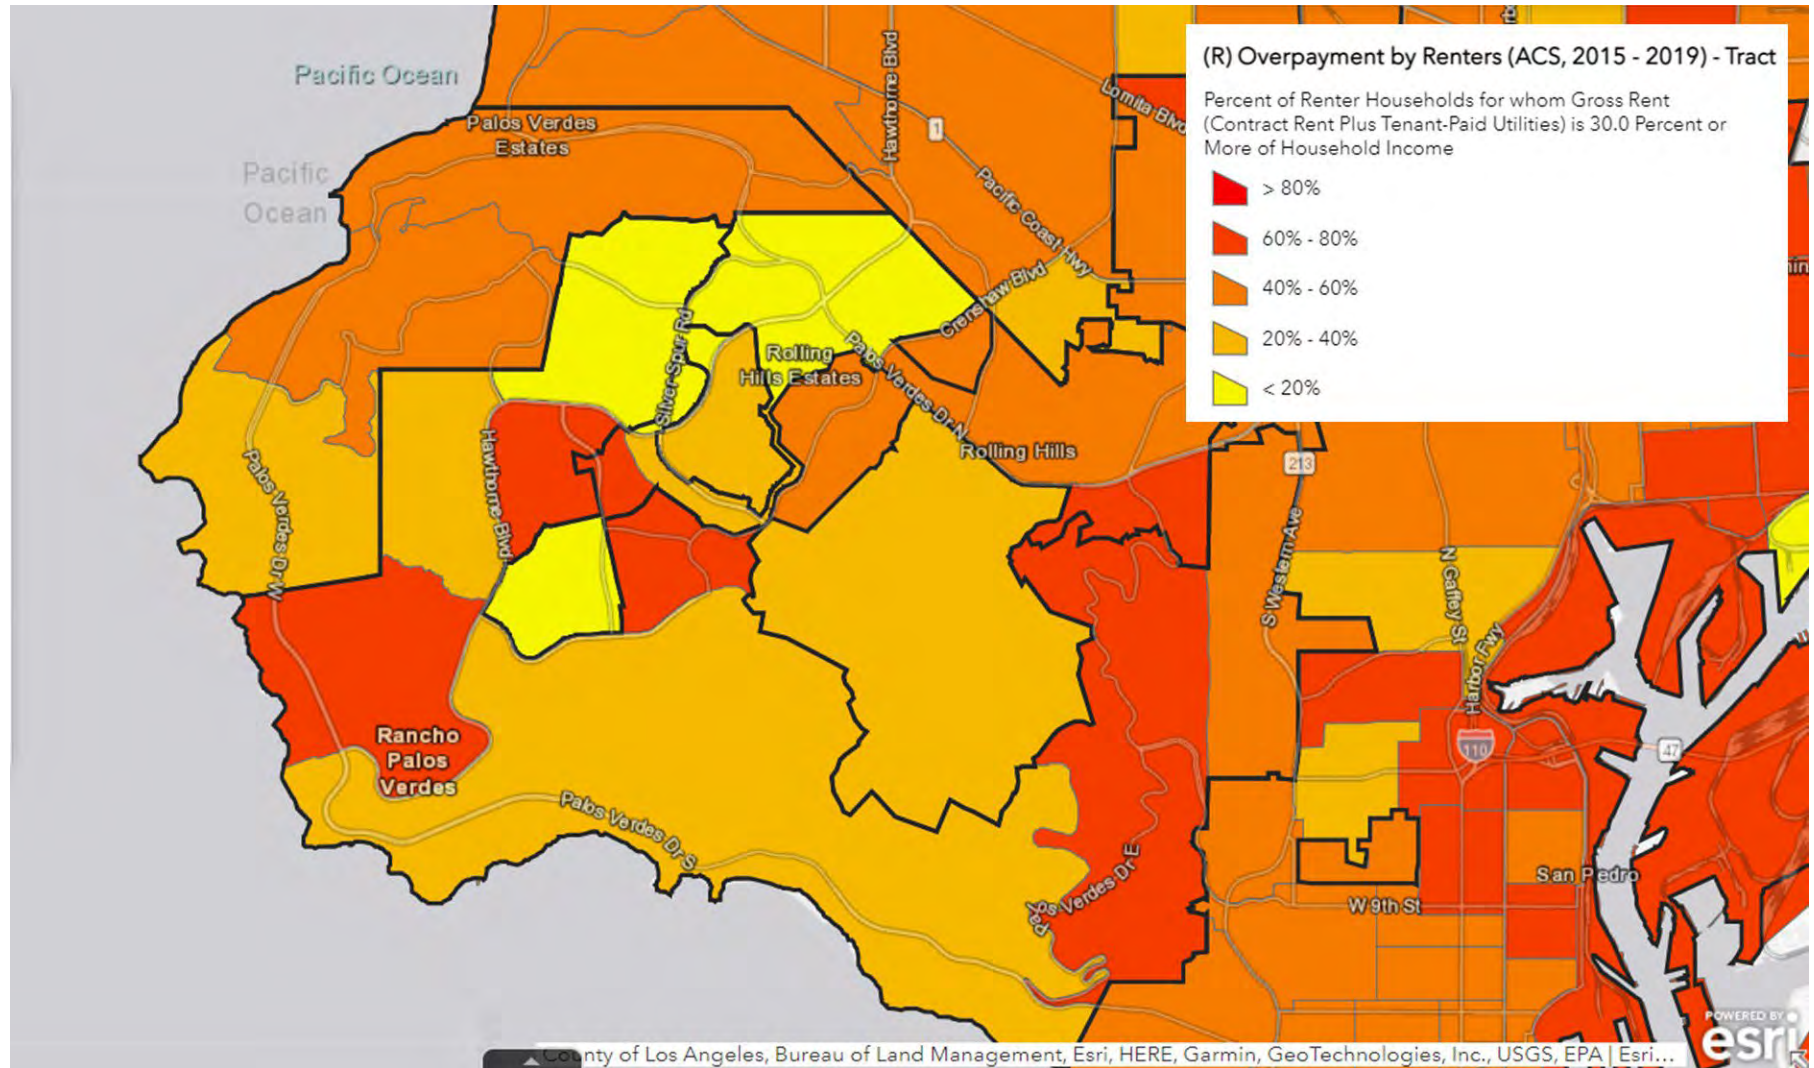 (R) Overpayment by Renters (ACS, 2015 - 2019) - Tract
Percent of Renter Households for whom Gross Rent
(Contract Rent Plus Tenant-Paid Utilities) is 30.0 Percent or
More of Household Income
> 80%
60% - 80%
40% - 60%
20% - 40%
< 20%
Pacific Ocean
Pacific
Ocean
Palos Verdes
Estates
Hawthorne Blvd
1
Lomita Blvd
Pacific Coast Hwy
Crenshaw Blvd
Silver Spur Rd
Rolling
Hills Estates
Palos Verdes Dr N
Rolling Hills
Hawthorne Blvd
Palos Verdes Dr W
213
S Western Ave
N Gaffey St
Harbor Fwy
110
47
Rancho
Palos
Verdes
Palos Verdes Dr S
Palos Verdes Dr E
San Pedro
W 9th St
POWERED BY
esri
County of Los Angeles, Bureau of Land Management, Esri, HERE, Garmin, GeoTechnologies, Inc., USGS, EPA | Esri...